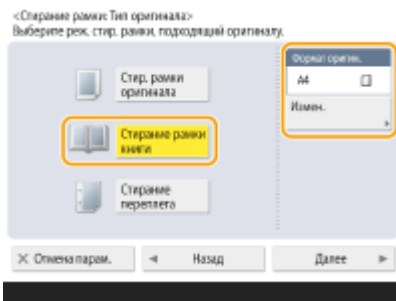 <Стирание рамки: Тип оригинала>
Выберите реж. стир. рамки, подходящий оригиналу.
Формат оригин.
A4
Стир. рамки
оригинала
Измен.
Стирание рамки
книги
Стирание
переплета
Отмена парам.
Назад
Далее